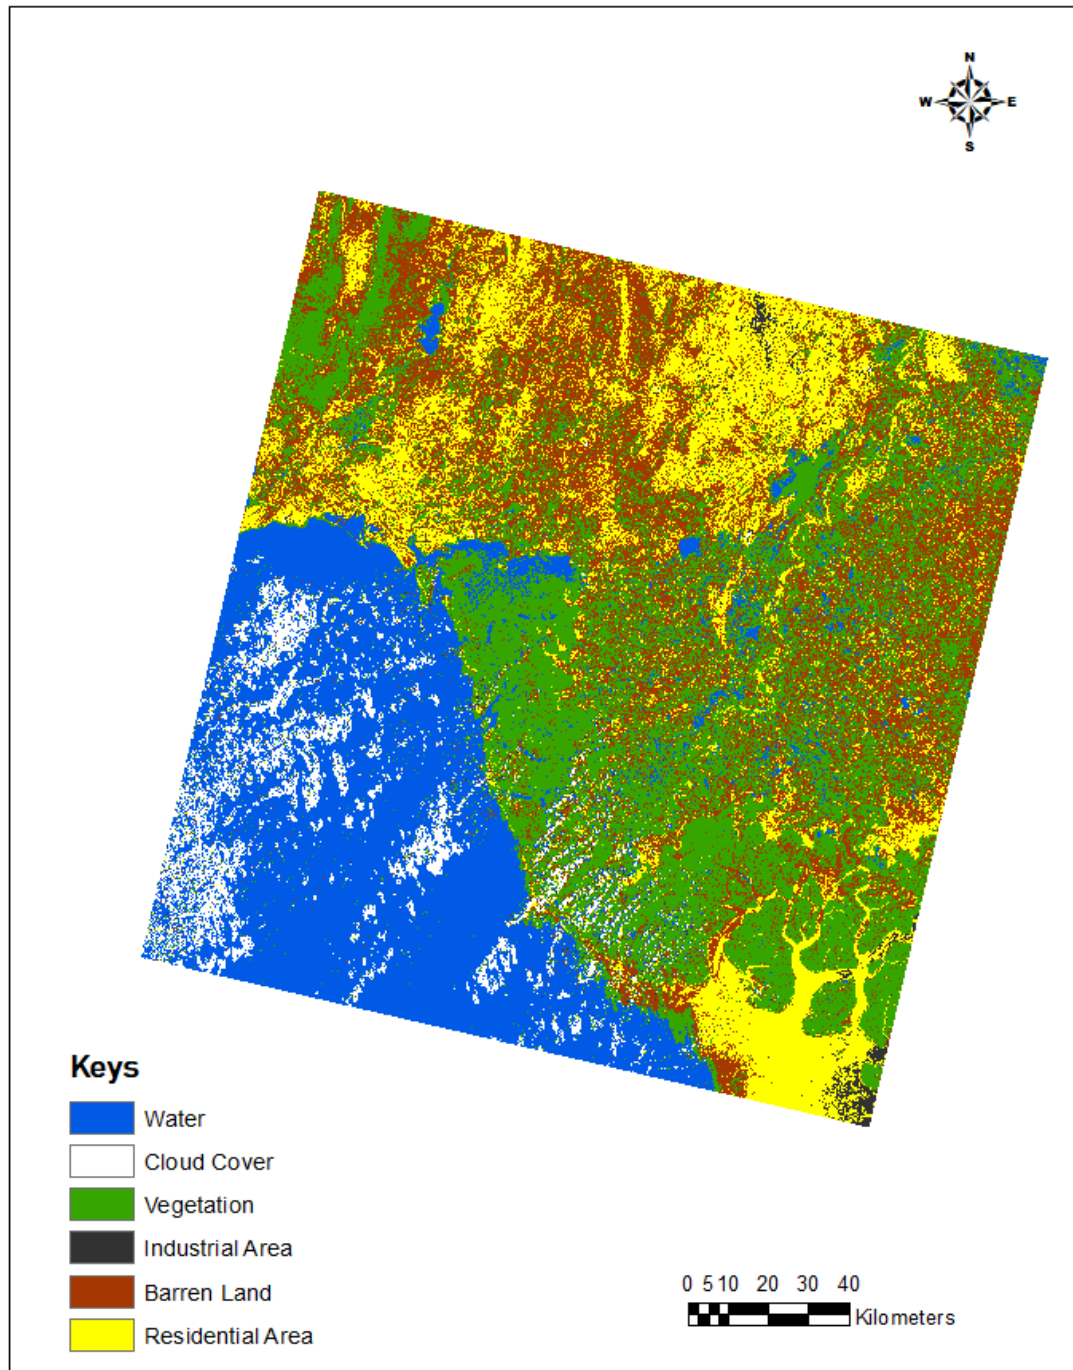 N
W E
S
Keys
Water
Cloud Cover
Vegetation
Industrial Area
Barren Land
Residential Area
0 5 10 20 30 40
Kilometers